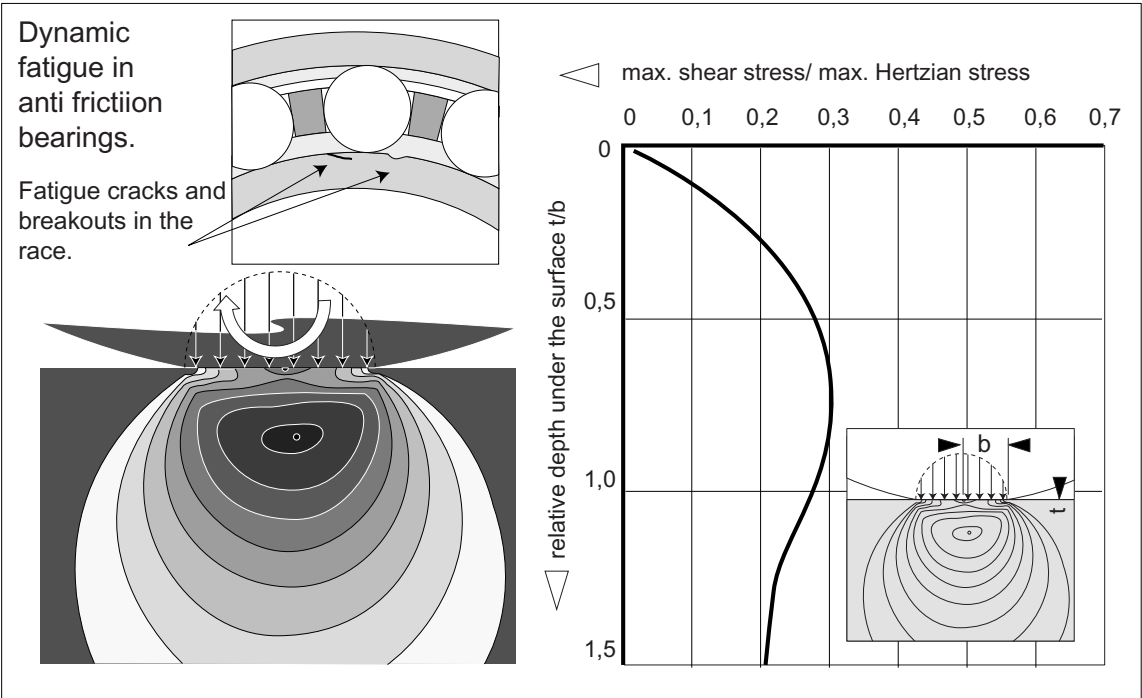 Dynamic
fatigue in
anti frictiion
bearings.
Fatigue cracks and
breakouts in the
race.
max. shear stress/ max. Hertzian stress
0 0,1 0,2 0,3 0,4 0,5 0,6 0,7
0
0,5
1,0
1,5
relative depth under the surface t/b
b
t